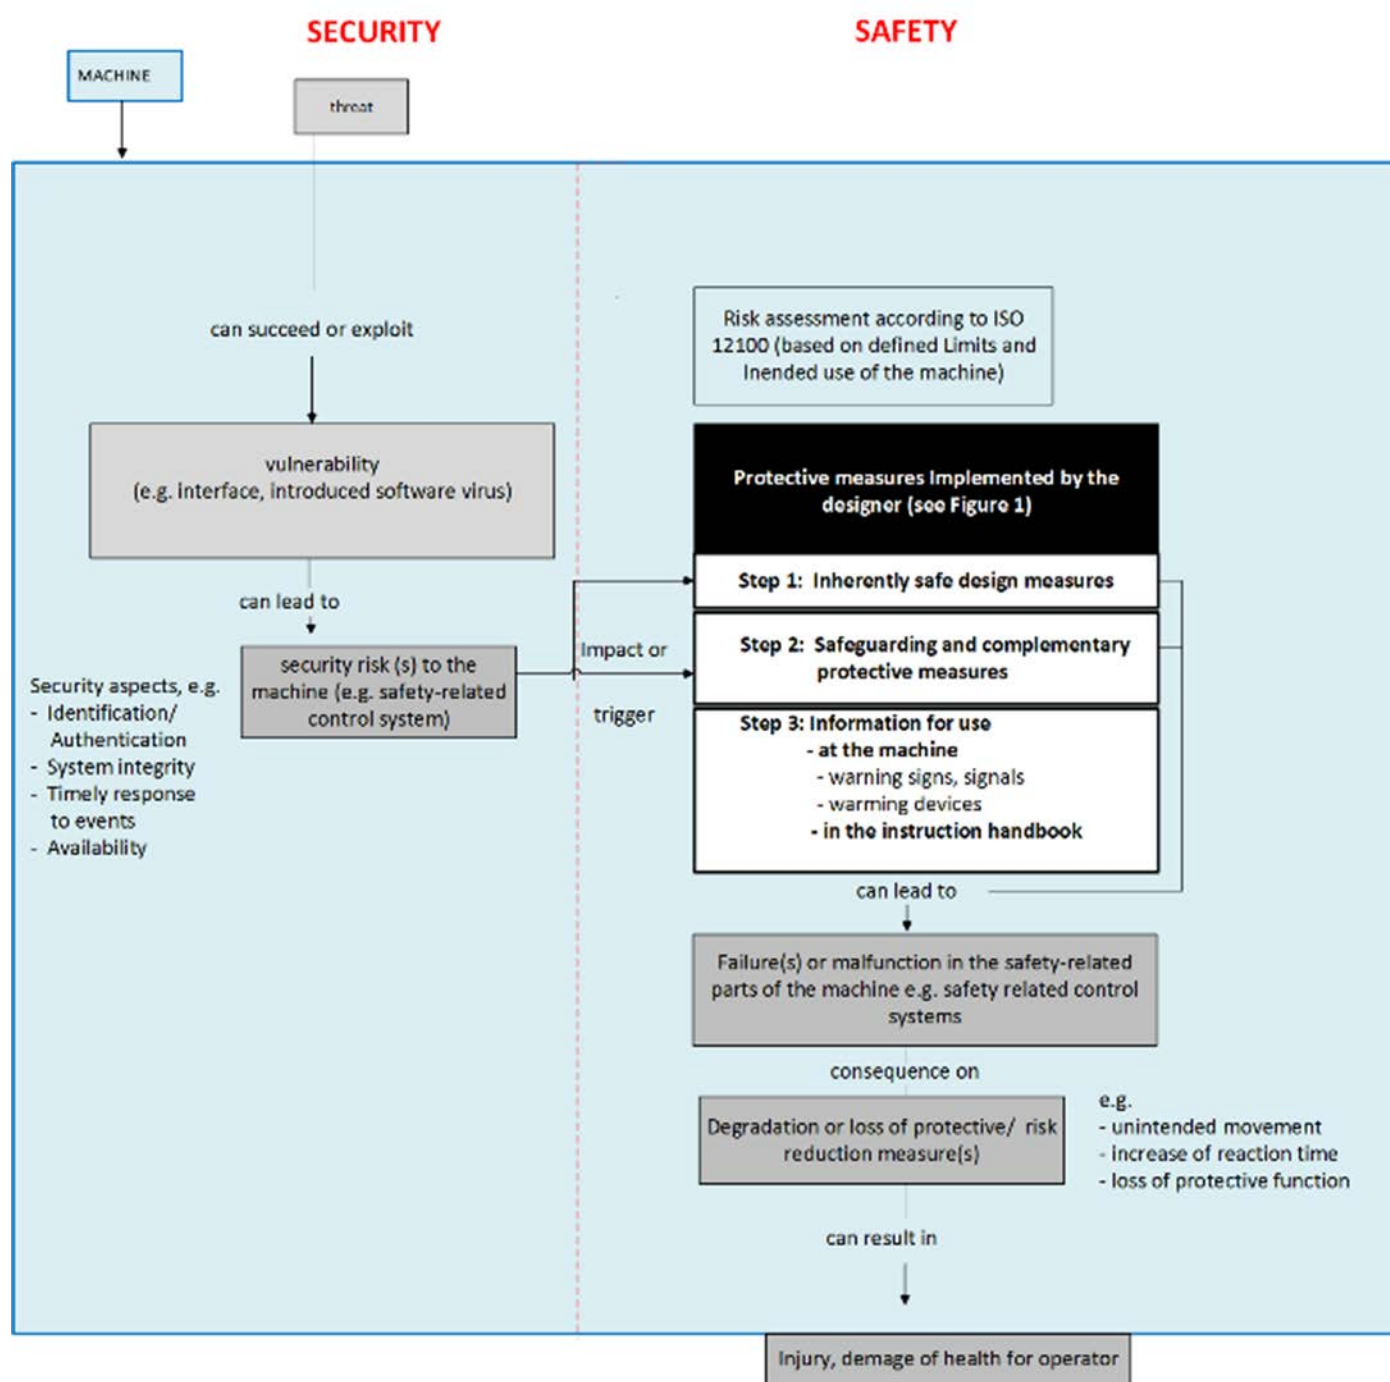 SECURITY
SAFETY
MACHINE
threat
can succeed or exploit
vulnerability
(e.g. interface, introduced software virus)
can lead to
security risk (s) to the
machine (e.g. safety-related
control system)
Security aspects, e.g.
- Identification/
Authentication
- System integrity
- Timely response
to events
- Availability
Impact or
trigger
Risk assessment according to ISO
12100 (based on defined Limits and
Inended use of the machine)
Protective measures Implemented by the
designer (see Figure 1)
Step 1: Inherently safe design measures
Step 2: Safeguarding and complementary
protective measures
Step 3: Information for use
- at the machine
- warning signs, signals
- warming devices
- in the instruction handbook
can lead to
Failure(s) or malfunction in the safety-related
parts of the machine e.g. safety related control
systems
consequence on
Degradation or loss of protective/ risk
reduction measure(s)
e.g.
- unintended movement
- increase of reaction time
- loss of protective function
can result in
Injury, demage of health for operator